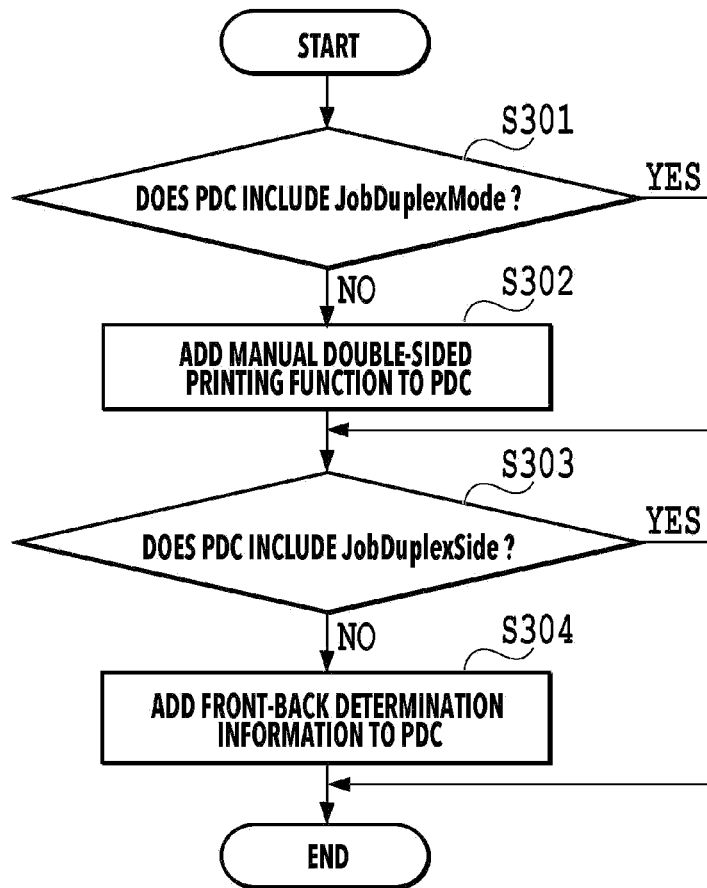 START
S301
DOES PDC INCLUDE JobDuplexMode ?
YES
NO
S302
ADD MANUAL DOUBLE-SIDED
PRINTING FUNCTION TO PDC
S303
DOES PDC INCLUDE JobDuplexSide ?
YES
NO
S304
ADD FRONT-BACK DETERMINATION
INFORMATION TO PDC
END